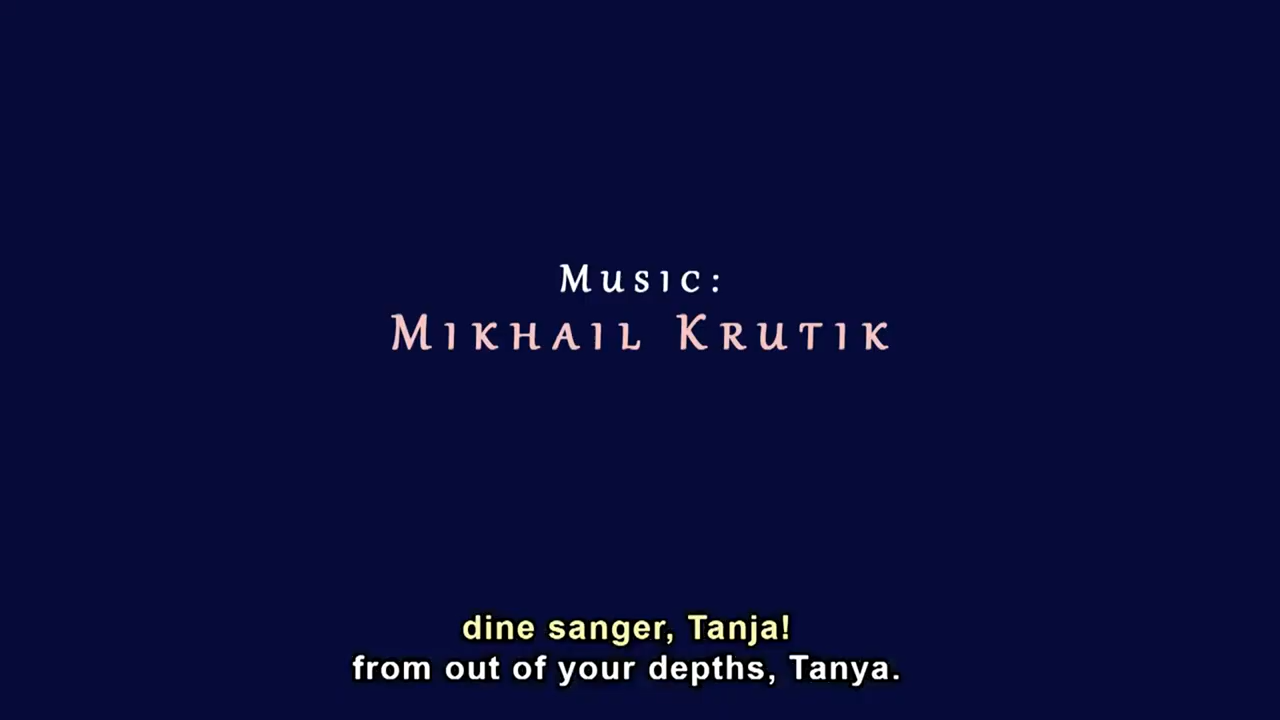 Music:
Mikhail Krutik
dine sanger, Tanja!
from out of your depths, Tanya.